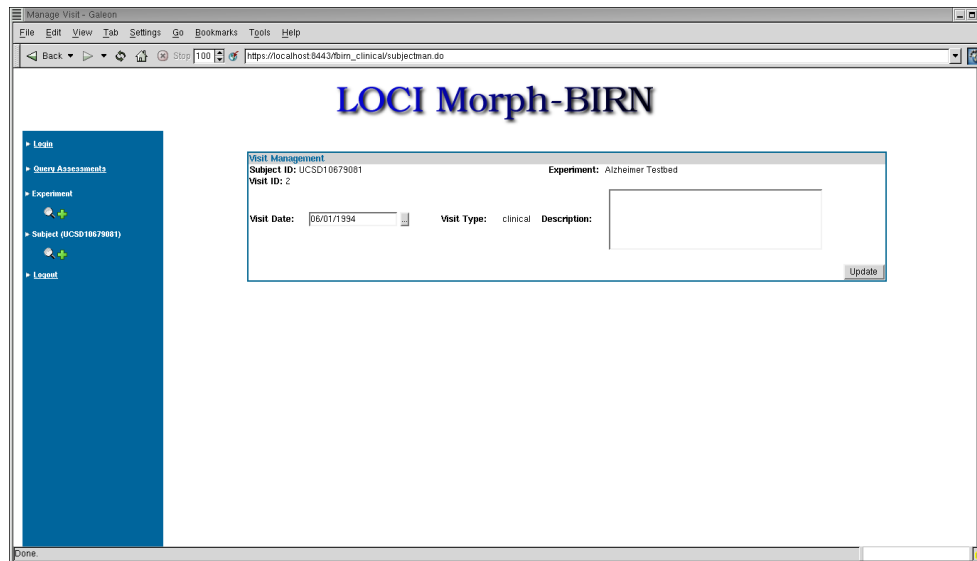 Manage Visit - Galeon
File Edit View Tab Settings Go Bookmarks Tools Help
Back Stop 100 https://localhost:8443/fbirn_clinical/subjectman.do
LOCI Morph-BIRN
Login
Query Assessments
Experiment
Subject (UCSD10679081)
Logout
Visit Management
Subject ID: UCSD10679081 Experiment: Alzheimer Testbed
Visit ID: 2
Visit Date: 06/01/1994 ... Visit Type: clinical Description:
Update
Done.